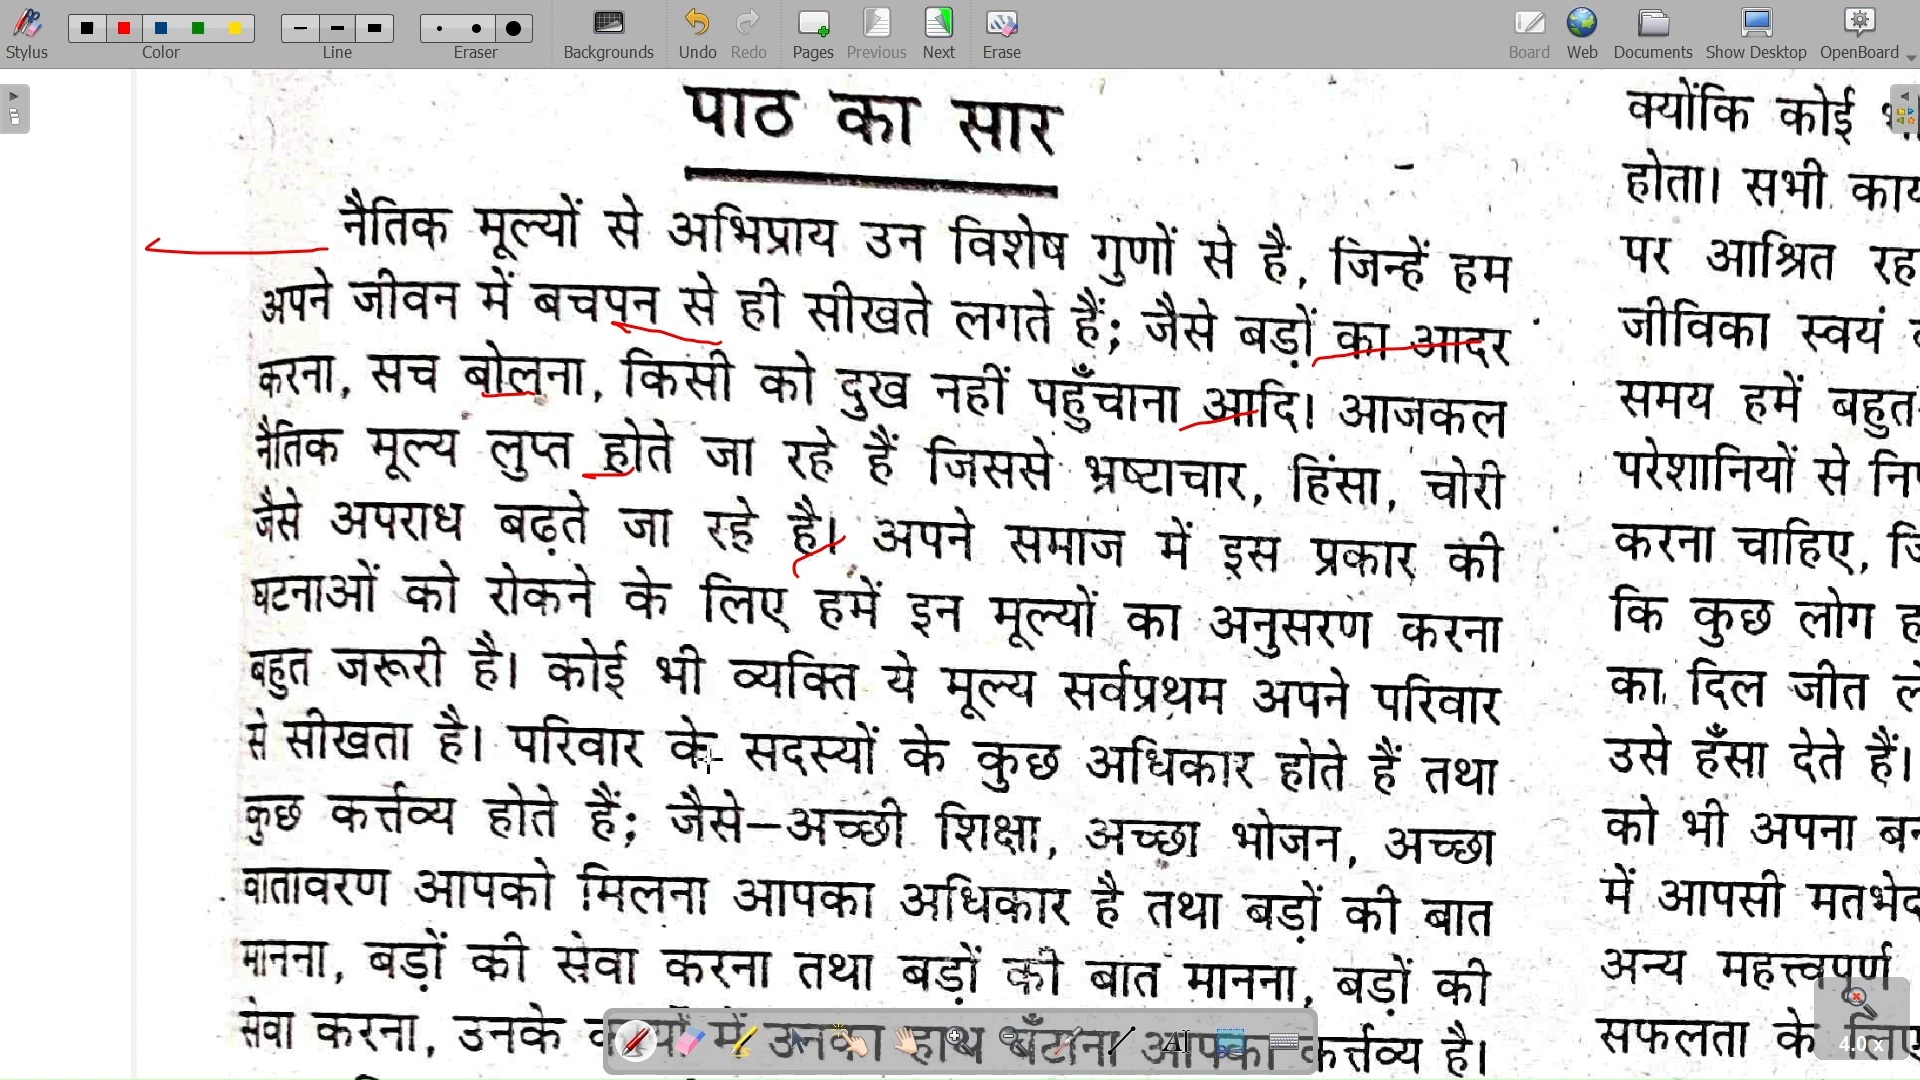 Stylus
Color
Line
Eraser
Backgrounds
Undo
Redo
Pages
Previous
Next
Erase
Board
Web
Documents
Show Desktop
OpenBoard
पाठ का सार
नैतिक मूल्यों से अभिप्राय उन विशेष गुणों से है, जिन्हें हम
अपने जीवन में बचपन से ही सीखते लगते हैं; जैसे बड़ों का आदर
करना, सच बोलना, किसी को दुख नहीं पहुँचाना आदि। आजकल
नैतिक मूल्य लुप्त होते जा रहे हैं जिससे भ्रष्टाचार, हिंसा, चोरी
जैसे अपराध बढ़ते जा रहे है। अपने समाज में इस प्रकार की
घटनाओं को रोकने के लिए हमें इन मूल्यों का अनुसरण करना
बहुत जरूरी है। कोई भी व्यक्ति ये मूल्य सर्वप्रथम अपने परिवार
से सीखता है। परिवार के सदस्यों के कुछ अधिकार होते हैं तथा
कुछ कर्त्तव्य होते हैं; जैसे—अच्छी शिक्षा, अच्छा भोजन, अच्छा
वातावरण आपको मिलना आपका अधिकार है तथा बड़ों की बात
मानना, बड़ों की सेवा करना तथा बड़ों की बात मानना, बड़ों की
सेवा करना, उनके कार्यों में उनका हाथ बँटाना आपका कर्त्तव्य है।
क्योंकि कोई
होता। सभी
पर आश्रित
जीविका स्वयं
समय हमें बहुत
परेशानियों से
करना चाहिए,
कि कुछ लोग
का दिल जीत
उसे हँसा देते हैं।
को भी अपना
में आपसी मतभेद
अन्य महत्त्वपूर्ण
सफलता के लिए
4.0 x